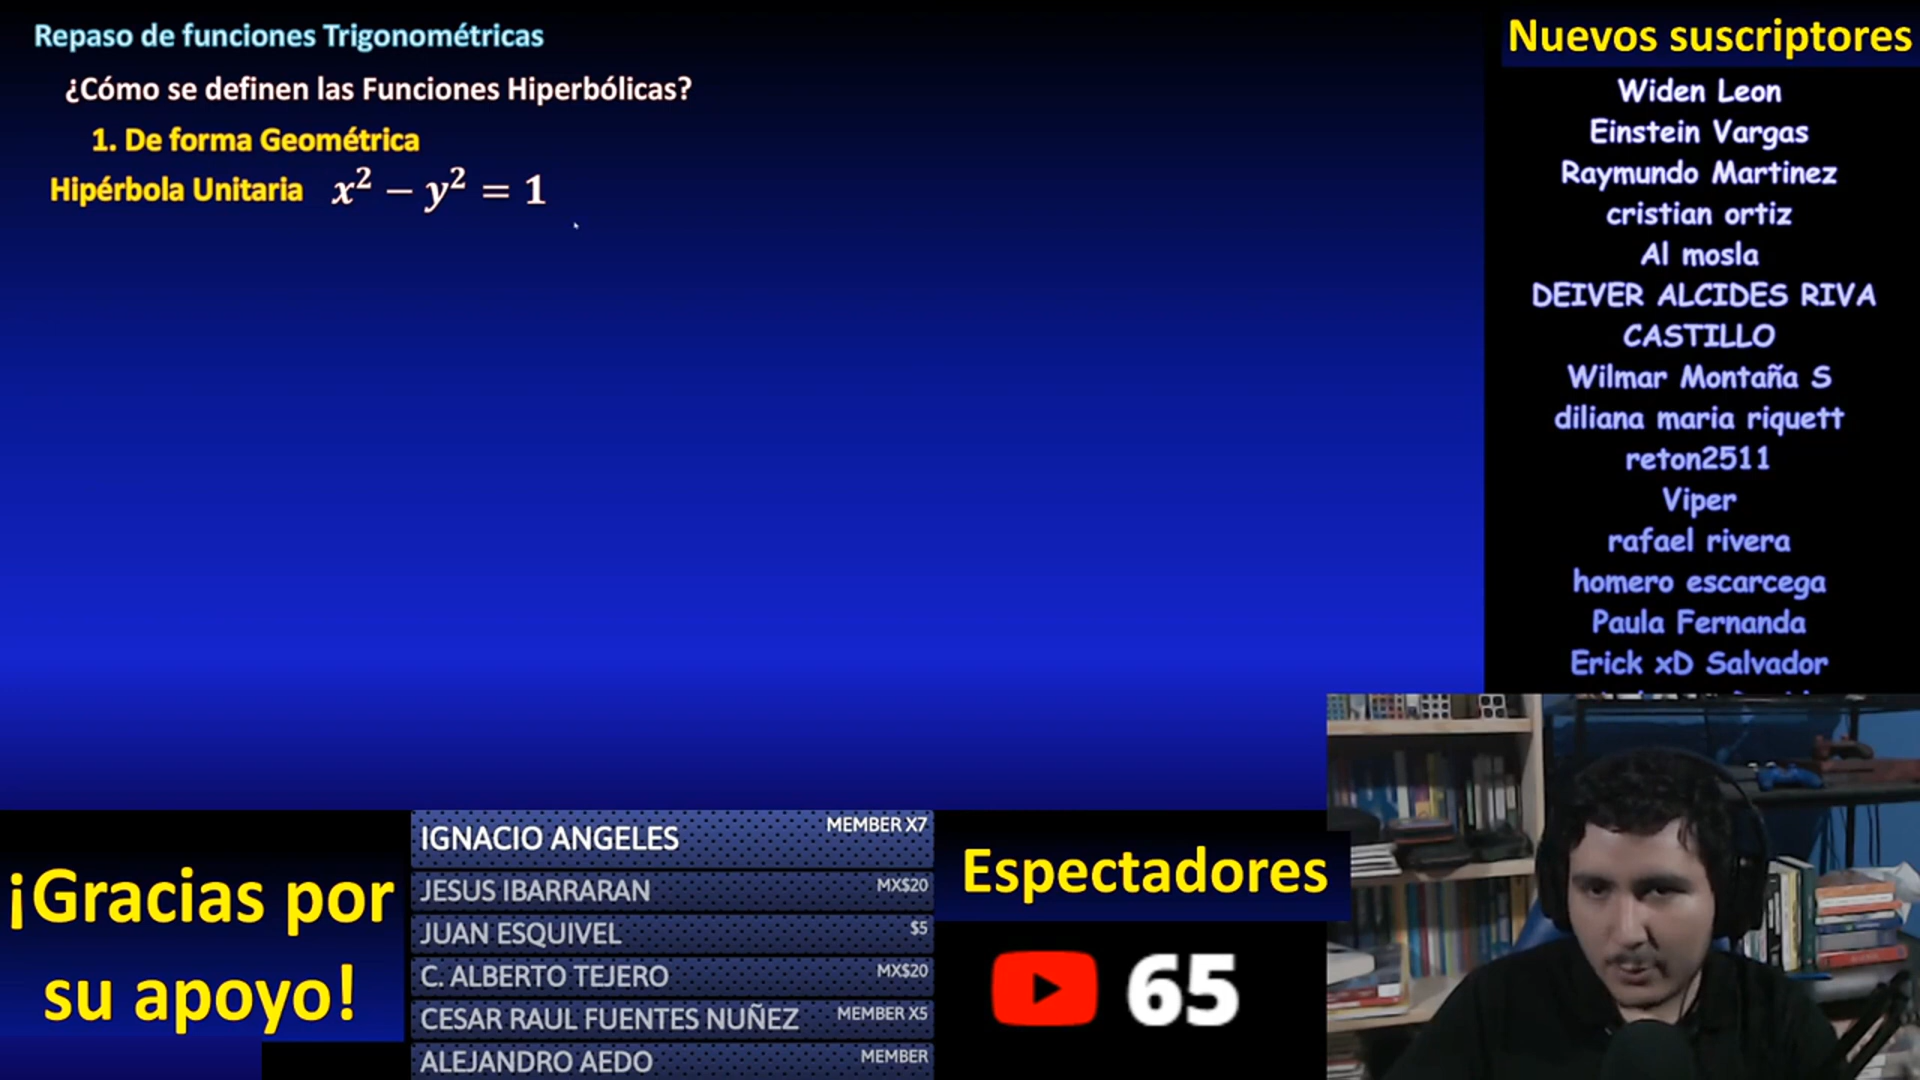 Repaso de funciones Trigonométricas
¿Cómo se definen las Funciones Hiperbólicas?
1. De forma Geométrica
Hipérbola Unitaria x² − y² = 1
Nuevos suscriptores
Widen Leon
Einstein Vargas
Raymundo Martinez
cristian ortiz
Al mosla
DEIVER ALCIDES RIVA
CASTILLO
Wilmar Montaña S
diliana maria riquett
reton2511
Viper
rafael rivera
homero escarcega
Paula Fernanda
Erick xD Salvador
¡Gracias por
su apoyo!
IGNACIO ANGELES MEMBER X7
JESUS IBARRARAN MX$20
JUAN ESQUIVEL $5
C. ALBERTO TEJERO MX$20
CESAR RAUL FUENTES NUÑEZ MEMBER X5
ALEJANDRO AEDO MEMBER
Espectadores
65